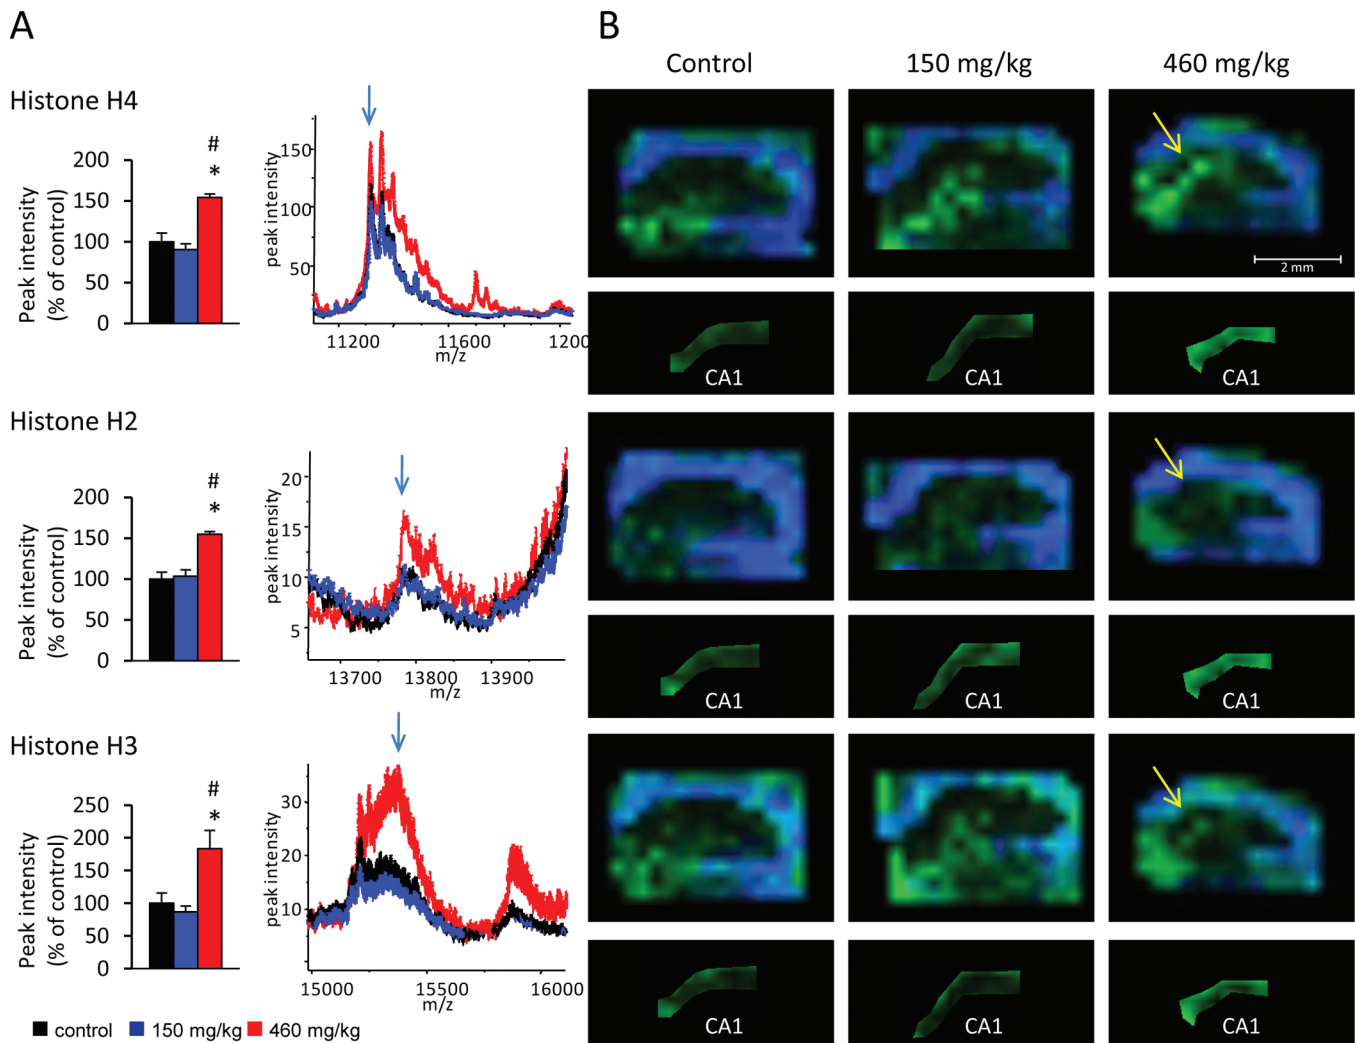 A
B
Control
150 mg/kg
460 mg/kg
Histone H4
Peak intensity
(% of control)
200
150
100
50
0
#
*
peak intensity
150
100
50
11200
11600
1200
m/z
2 mm
CA1
CA1
CA1
Histone H2
Peak intensity
(% of control)
200
150
100
50
0
#
*
peak intensity
20
15
10
5
13700
13800
13900
m/z
CA1
CA1
CA1
Histone H3
Peak intensity
(% of control)
250
200
150
100
50
0
#
*
peak intensity
30
20
10
15000
15500
16000
m/z
CA1
CA1
CA1
control
150 mg/kg
460 mg/kg